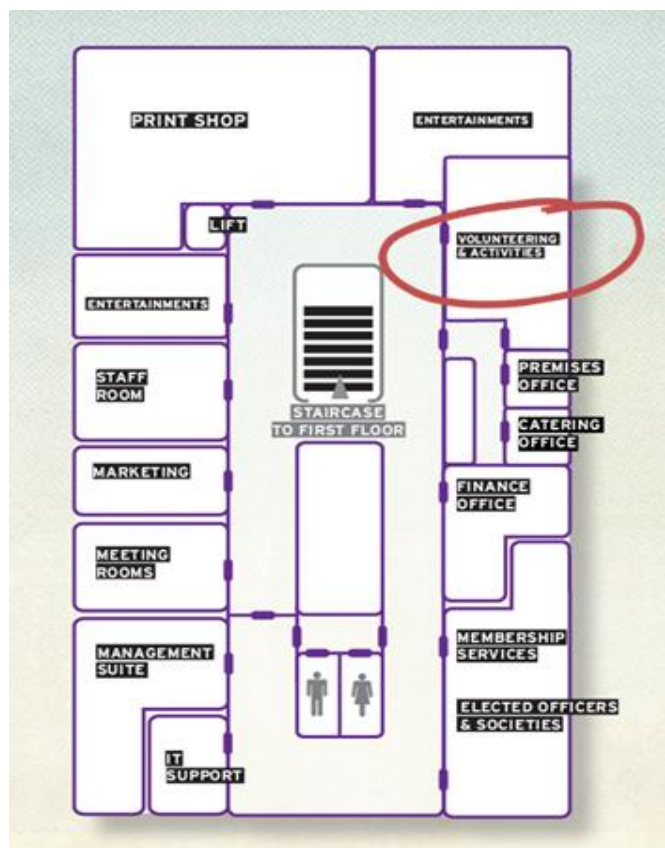 PRINT SHOP
ENTERTAINMENTS
LIFT
VOLUNTEERING
& ACTIVITIES
ENTERTAINMENTS
STAFF
ROOM
PREMISES
OFFICE
STAIRCASE
TO FIRST FLOOR
CATERING
OFFICE
MARKETING
FINANCE
OFFICE
MEETING
ROOMS
MANAGEMENT
SUITE
MEMBERSHIP
SERVICES
ELECTED OFFICERS
& SOCIETIES
IT
SUPPORT